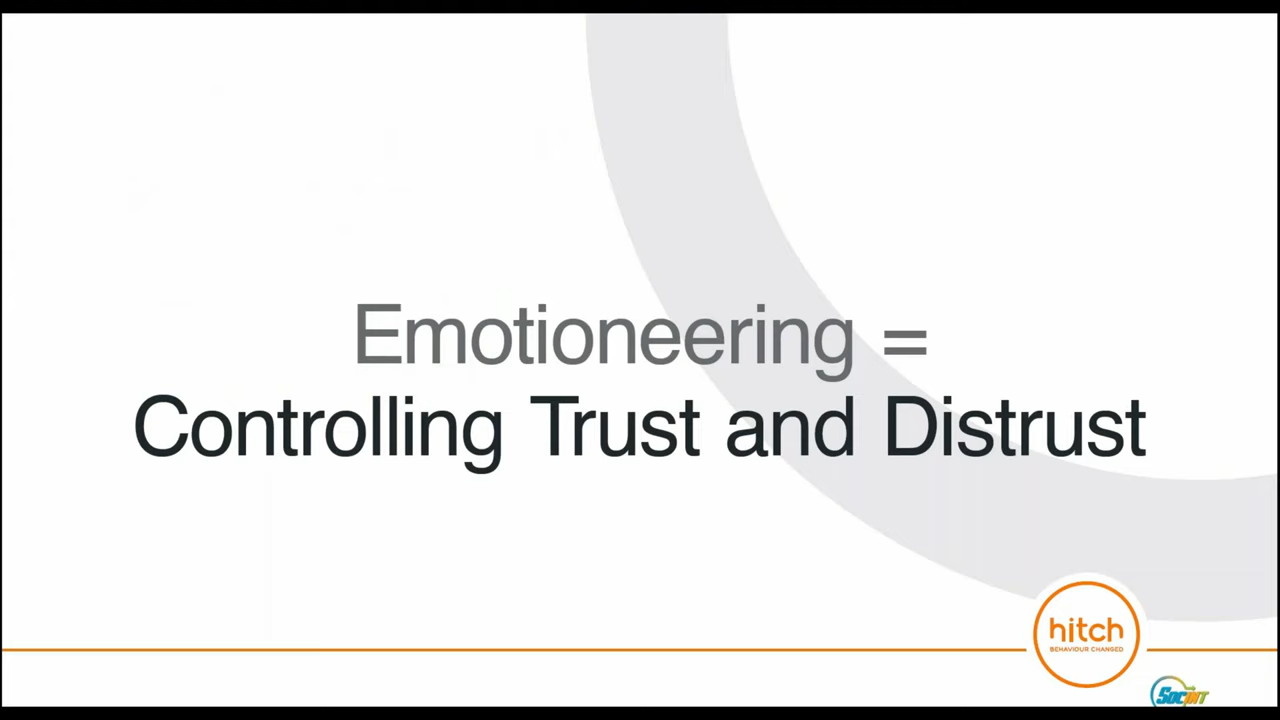 Emotioneering =
Controlling Trust and Distrust
hitch
BEHAVIOUR CHANGED